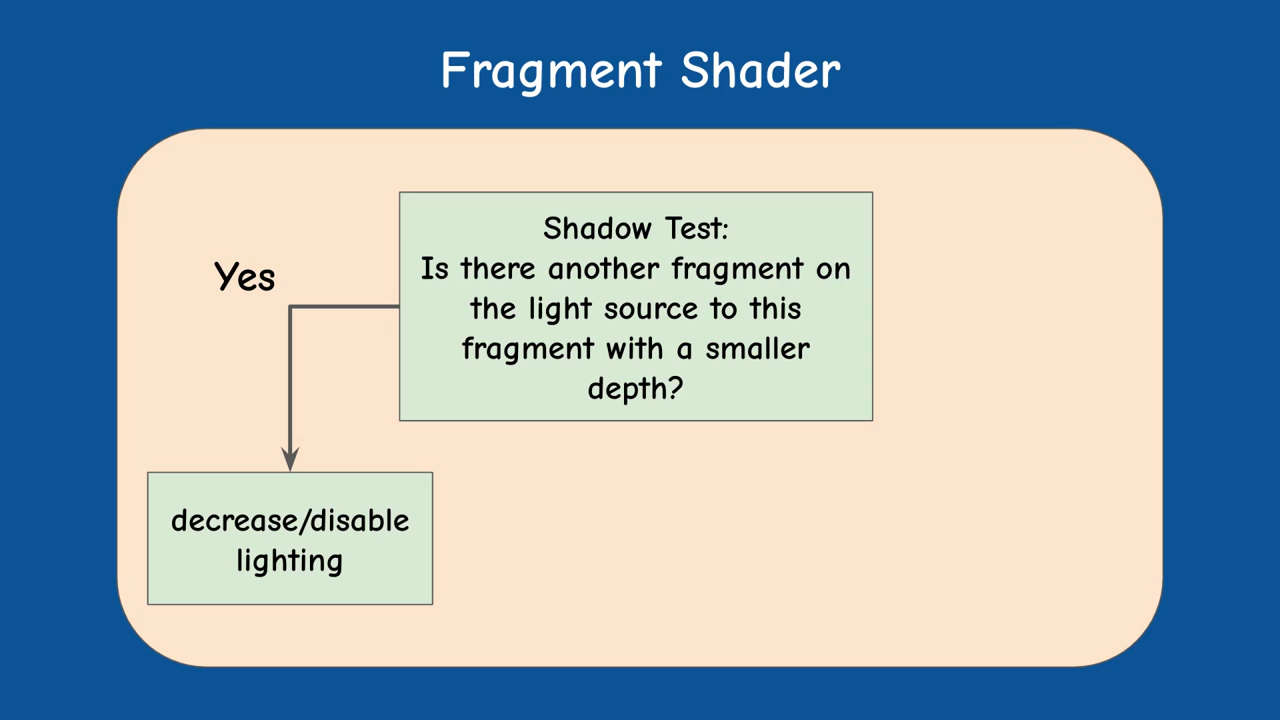 Fragment Shader
Shadow Test:
Is there another fragment on
the light source to this
fragment with a smaller
depth?
Yes
decrease/disable
lighting